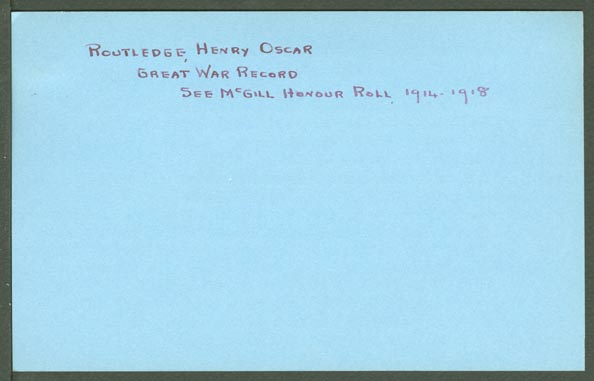 ROUTLEDGE, HENRY OSCAR
GREAT WAR RECORD
SEE McGILL HONOUR ROLL, 1914-1918